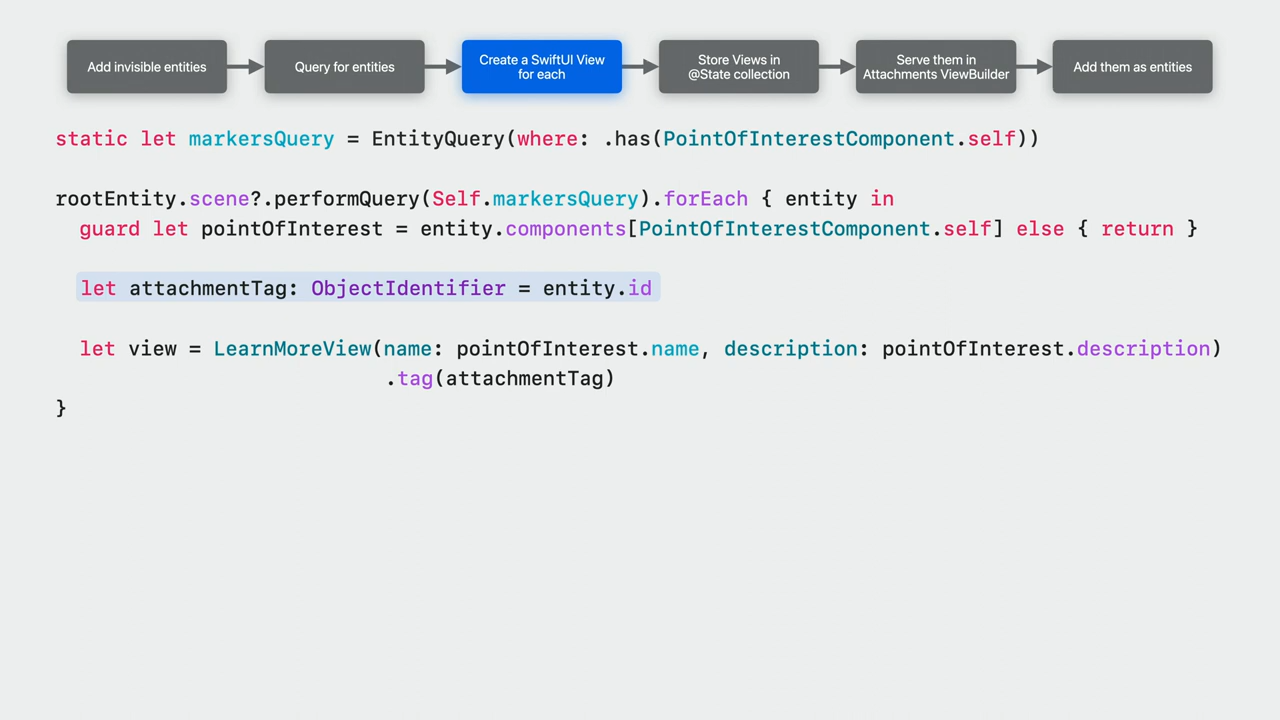 Add invisible entities
Query for entities
Create a SwiftUI View
for each
Store Views in
@State collection
Serve them in
Attachments ViewBuilder
Add them as entities
static let markersQuery = EntityQuery(where: .has(PointOfInterestComponent.self))
rootEntity.scene?.performQuery(Self.markersQuery).forEach { entity in
guard let pointOfInterest = entity.components[PointOfInterestComponent.self] else { return }
let attachmentTag: ObjectIdentifier = entity.id
let view = LearnMoreView(name: pointOfInterest.name, description: pointOfInterest.description)
.tag(attachmentTag)
}